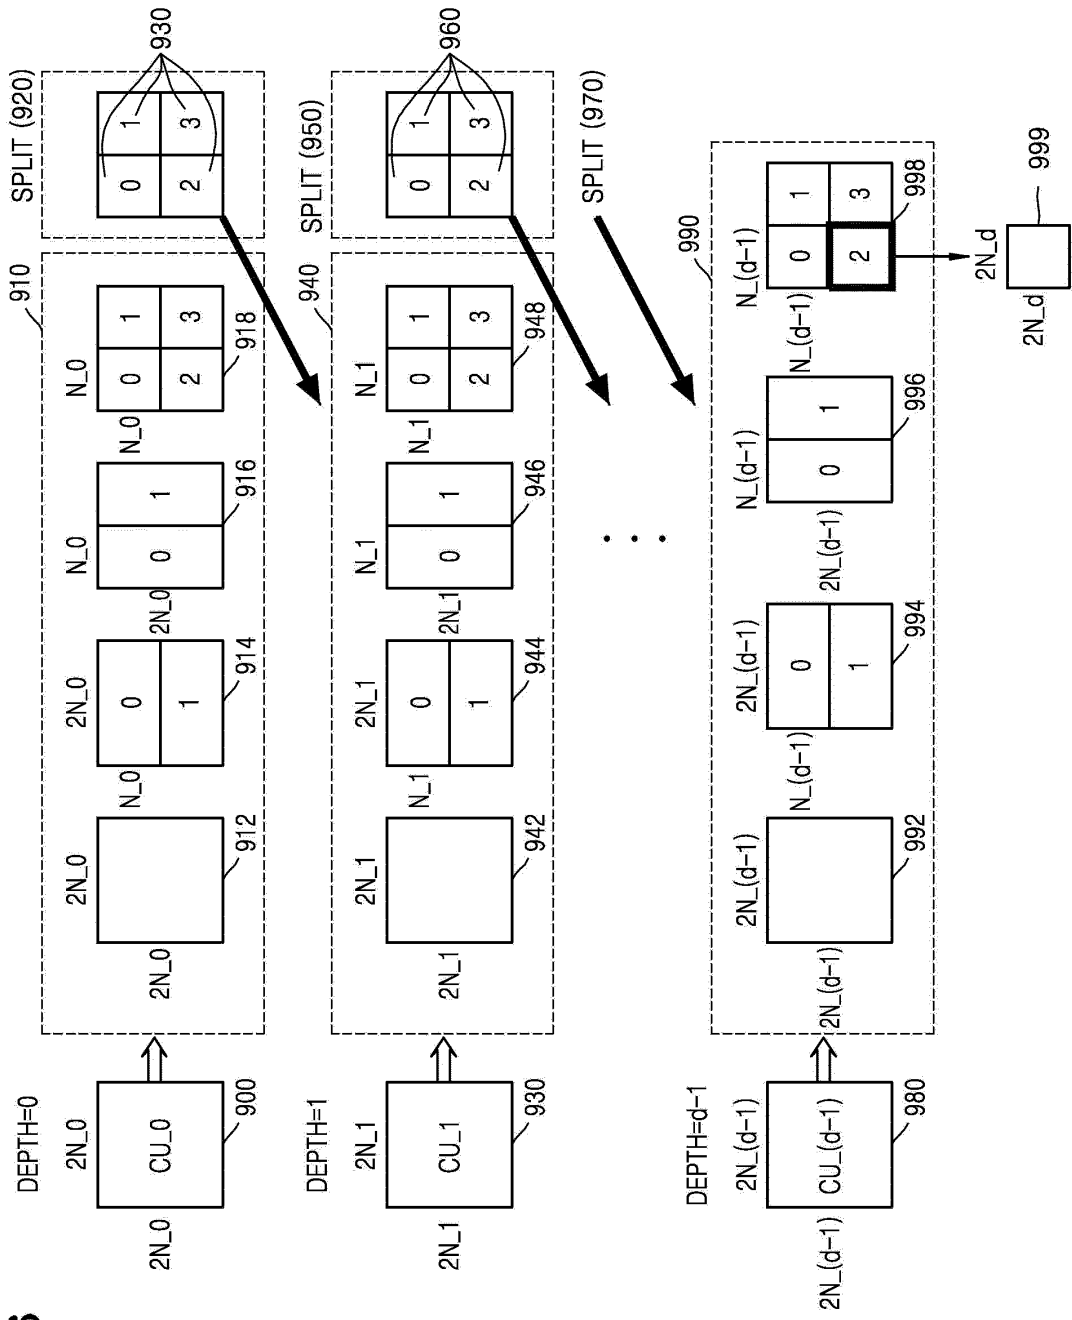 DEPTH=0
2N_0
2N_0
CU_0
900
910
2N_0
2N_0
912
2N_0
N_0
0
1
914
N_0
2N_0
0 1
916
N_0
N_0
0 1
2 3
918
SPLIT (920)
0 1
2 3
930
DEPTH=1
2N_1
2N_1
CU_1
930
940
2N_1
2N_1
942
2N_1
N_1
0
1
944
N_1
2N_1
0 1
946
N_1
N_1
0 1
2 3
948
SPLIT (950)
0 1
2 3
960
SPLIT (970)
. . .
DEPTH=d-1
2N_(d-1)
2N_(d-1)
CU_(d-1)
980
990
2N_(d-1)
2N_(d-1)
992
2N_(d-1)
N_(d-1)
0
1
994
N_(d-1)
2N_(d-1)
0 1
996
N_(d-1)
N_(d-1)
0 1
2 3
998
2N_d
2N_d
999